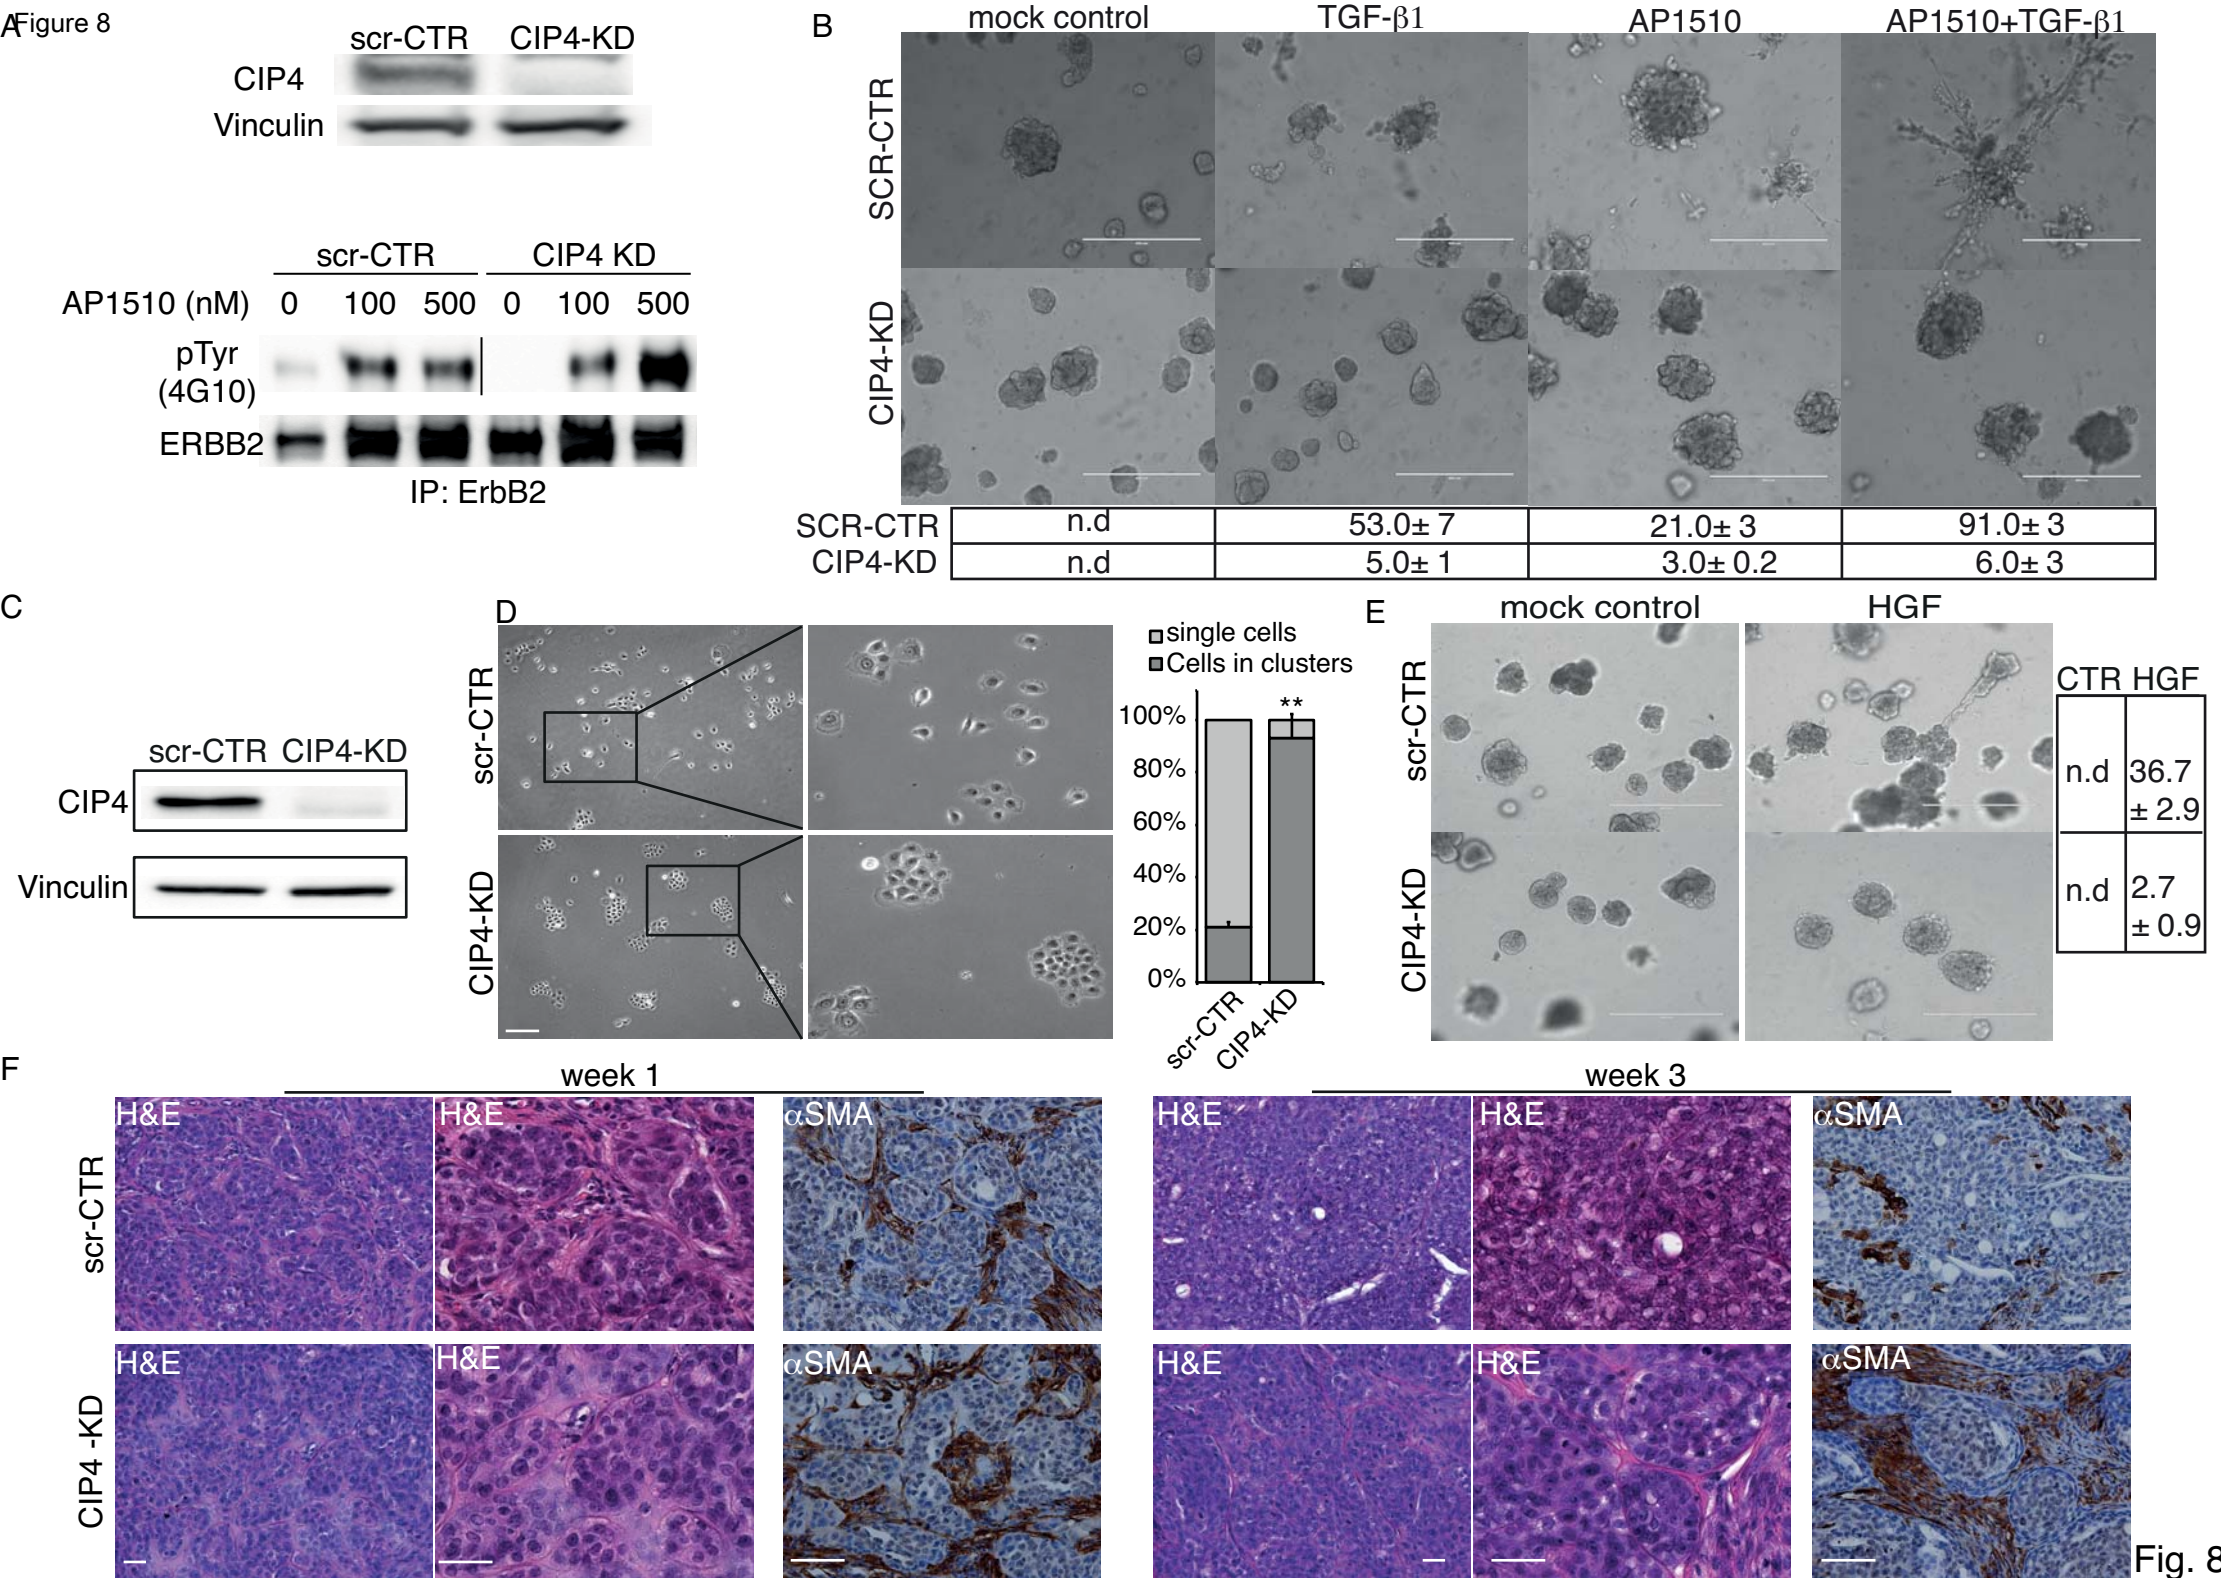 Figure 8
A
scr-CTR CIP4-KD
CIP4
Vinculin
scr-CTR CIP4 KD
AP1510 (nM) 0 100 500 0 100 500
pTyr
(4G10)
ERBB2
IP: ErbB2
B
mock control TGF-β1 AP1510 AP1510+TGF-β1
SCR-CTR
CIP4-KD
SCR-CTR n.d 53.0± 7 21.0± 3 91.0± 3
CIP4-KD n.d 5.0± 1 3.0± 0.2 6.0± 3
C
scr-CTR CIP4-KD
CIP4
Vinculin
D
scr-CTR
CIP4-KD
single cells
Cells in clusters
**
100%
80%
60%
40%
20%
0%
scr-CTR
CIP4-KD
E
mock control HGF
scr-CTR
CIP4-KD
CTR HGF
n.d 36.7
± 2.9
n.d 2.7
± 0.9
F
week 1 week 3
scr-CTR
H&E H&E αSMA H&E H&E αSMA
CIP4 -KD
H&E H&E αSMA H&E H&E αSMA
Fig. 8